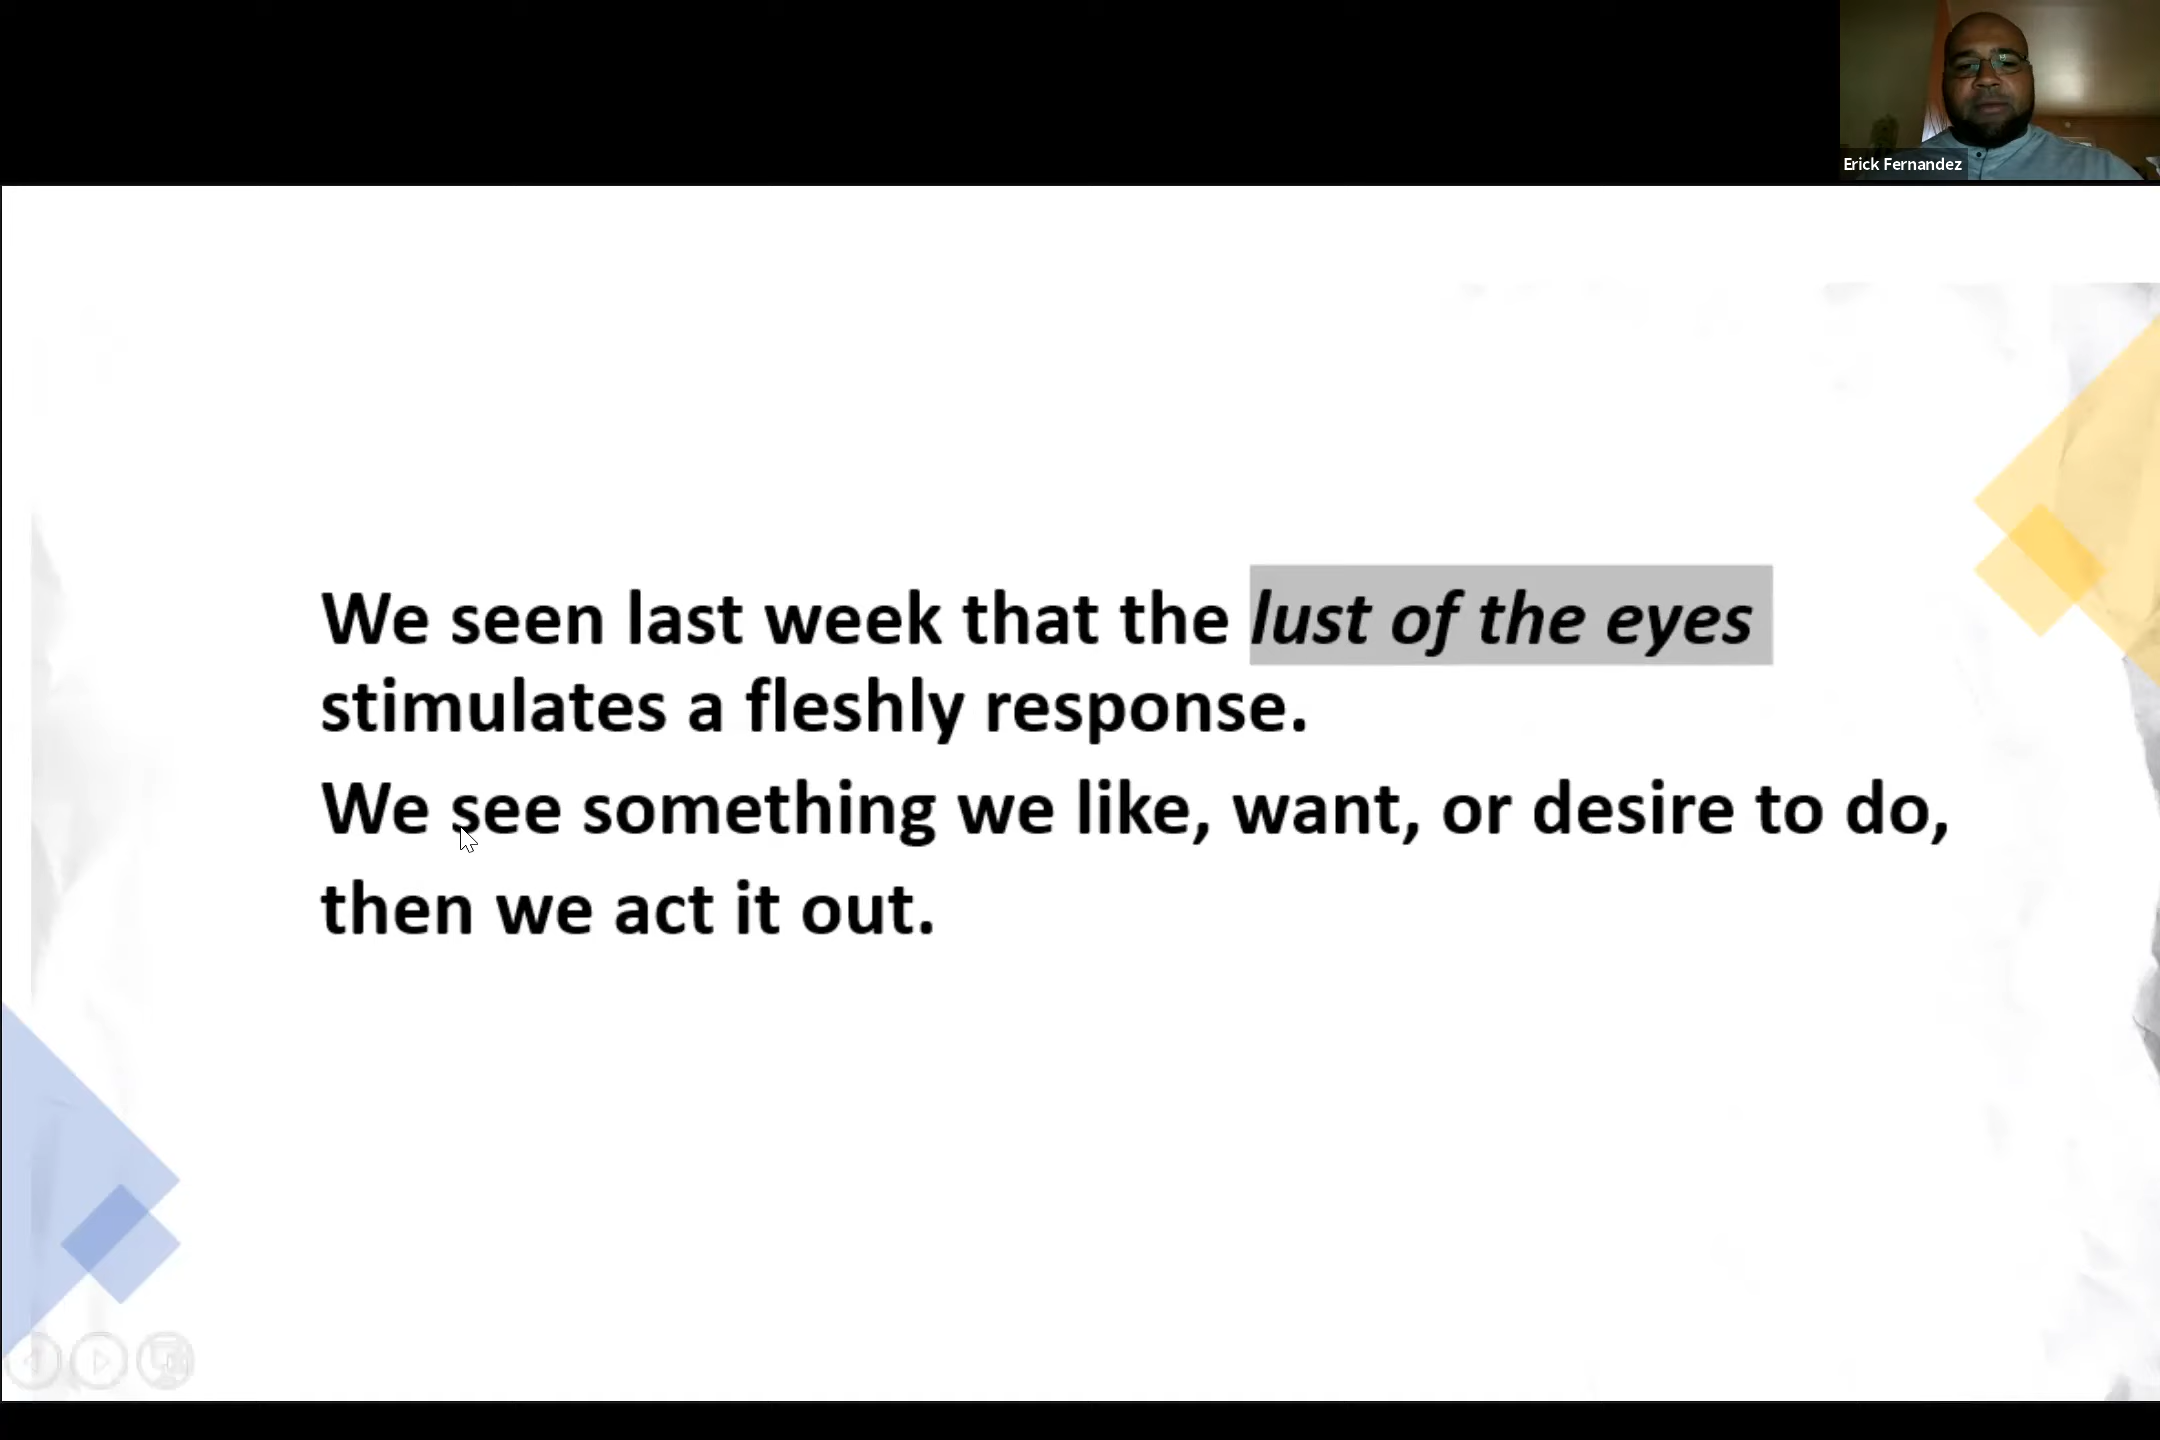 Erick Fernandez
We seen last week that the lust of the eyes
stimulates a fleshly response.
We see something we like, want, or desire to do,
then we act it out.